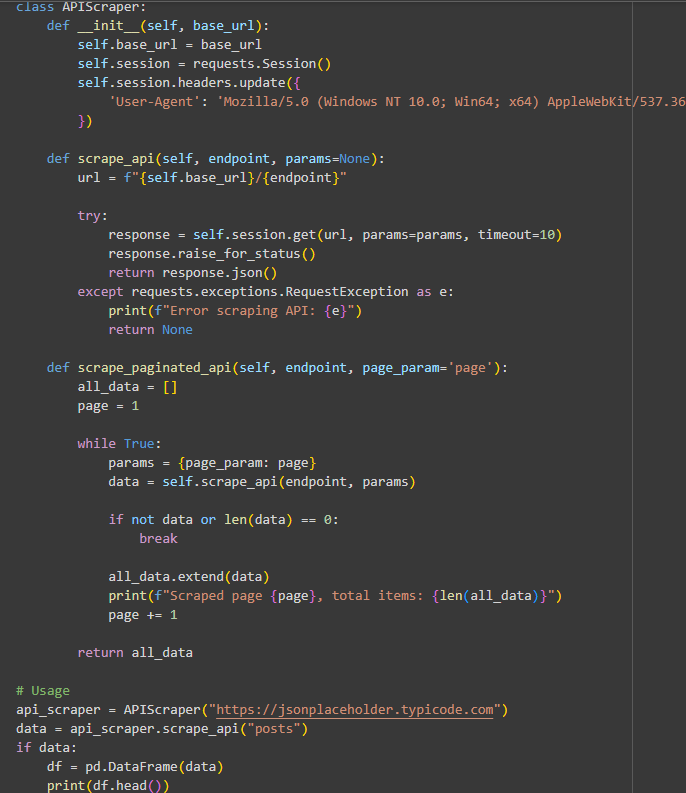 class APIScraper:
    def __init__(self, base_url):
        self.base_url = base_url
        self.session = requests.Session()
        self.session.headers.update({
            'User-Agent': 'Mozilla/5.0 (Windows NT 10.0; Win64; x64) AppleWebKit/537.36
        })

    def scrape_api(self, endpoint, params=None):
        url = f"{self.base_url}/{endpoint}"

        try:
            response = self.session.get(url, params=params, timeout=10)
            response.raise_for_status()
            return response.json()
        except requests.exceptions.RequestException as e:
            print(f"Error scraping API: {e}")
            return None

    def scrape_paginated_api(self, endpoint, page_param='page'):
        all_data = []
        page = 1

        while True:
            params = {page_param: page}
            data = self.scrape_api(endpoint, params)

            if not data or len(data) == 0:
                break

            all_data.extend(data)
            print(f"Scraped page {page}, total items: {len(all_data)}")
            page += 1

        return all_data

# Usage
api_scraper = APIScraper("https://jsonplaceholder.typicode.com")
data = api_scraper.scrape_api("posts")
if data:
    df = pd.DataFrame(data)
    print(df.head())